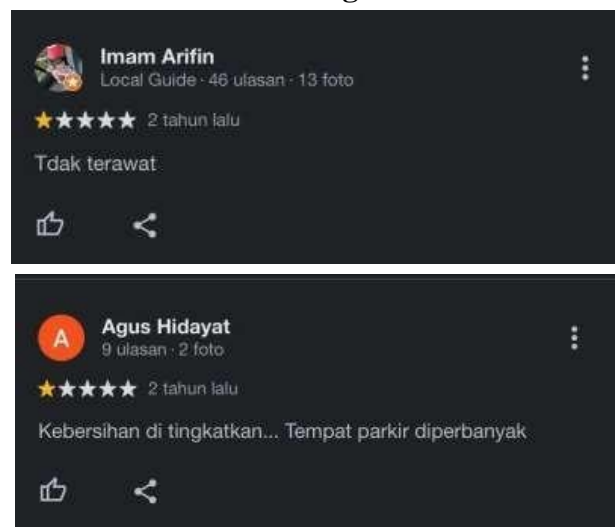 Imam Arifin
Local Guide · 46 ulasan · 13 foto
2 tahun lalu
Tdak terawat
A
Agus Hidayat
9 ulasan · 2 foto
2 tahun lalu
Kebersihan di tingkatkan... Tempat parkir diperbanyak